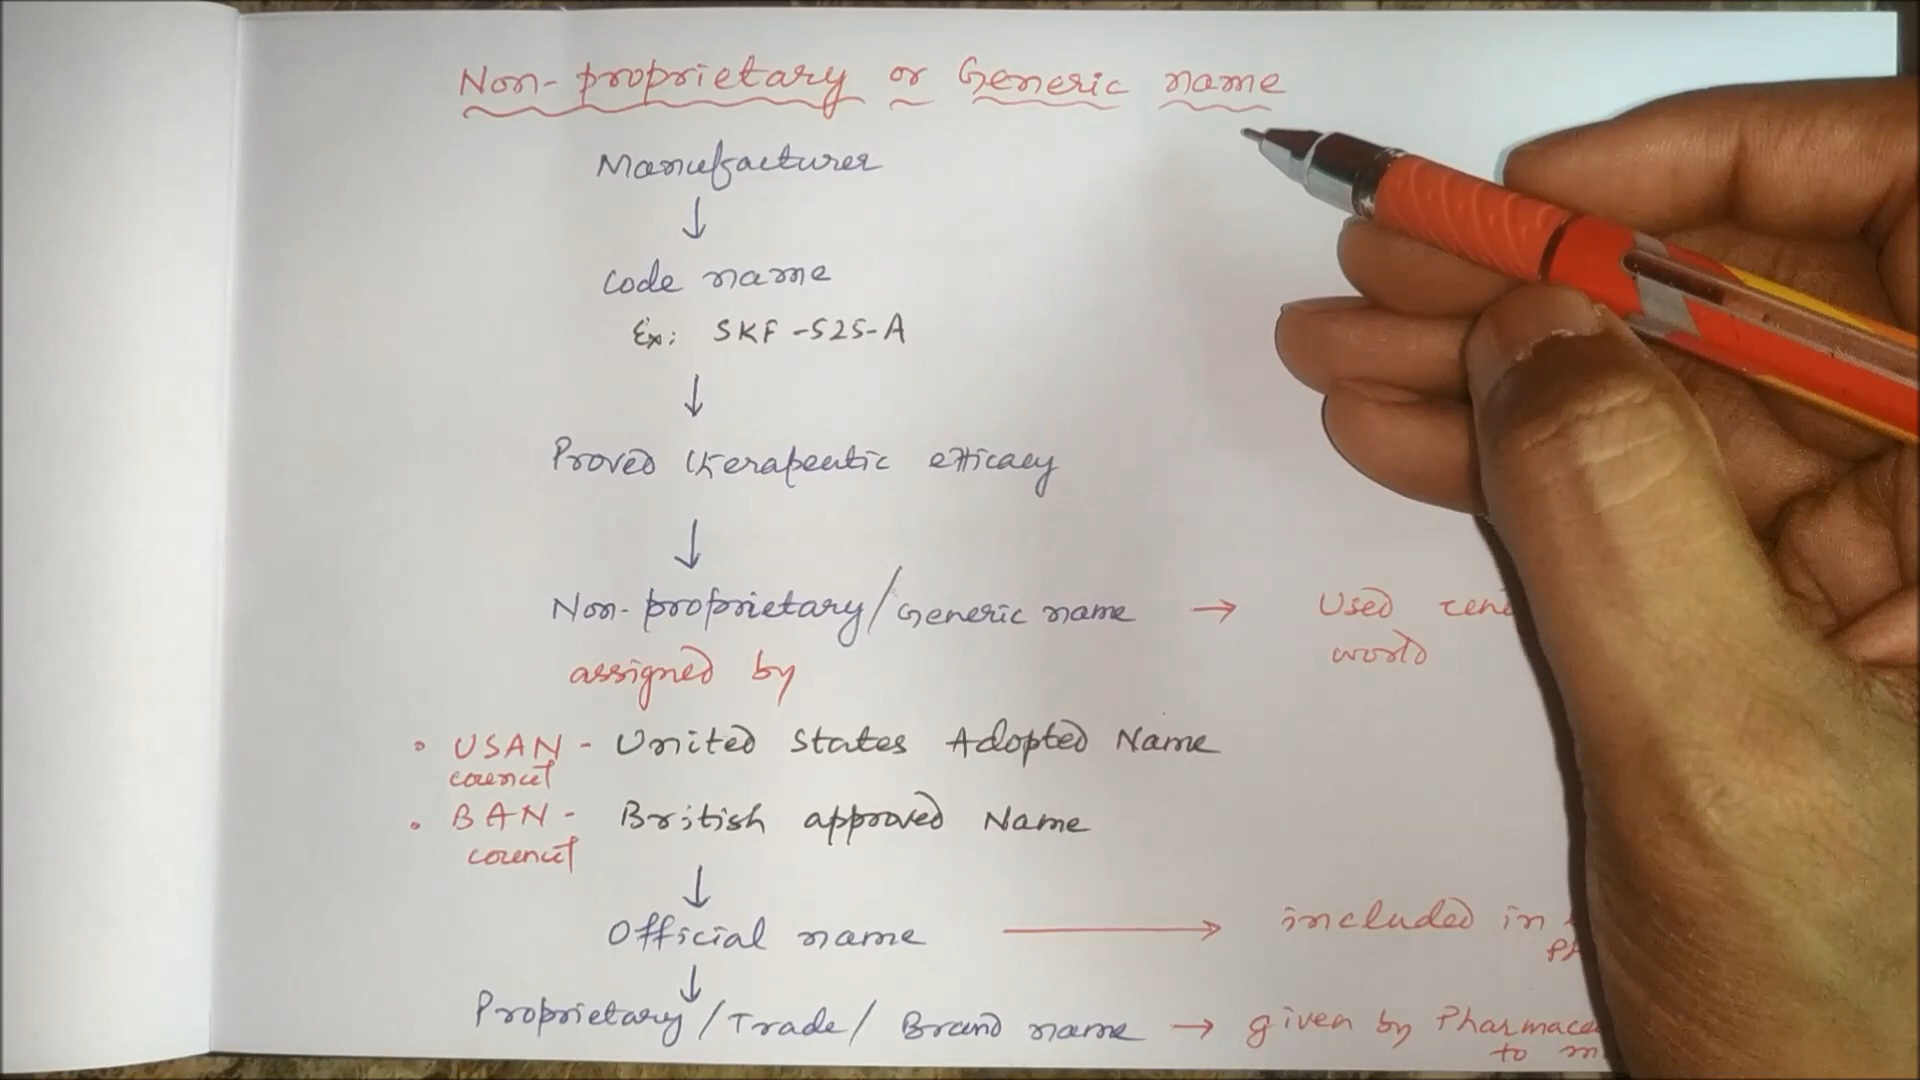 Non-proprietary or Generic name
Manufacturer
↓
Code name
Ex: SKF-525-A
↓
Proved therapeutic efficacy
↓
Non-proprietary/Generic name → Used
world
assigned by
• USAN - United States Adopted Name
council
• BAN - British approved Name
council
↓
Official name → included in
↓
Proprietary/Trade/Brand name → given by
to